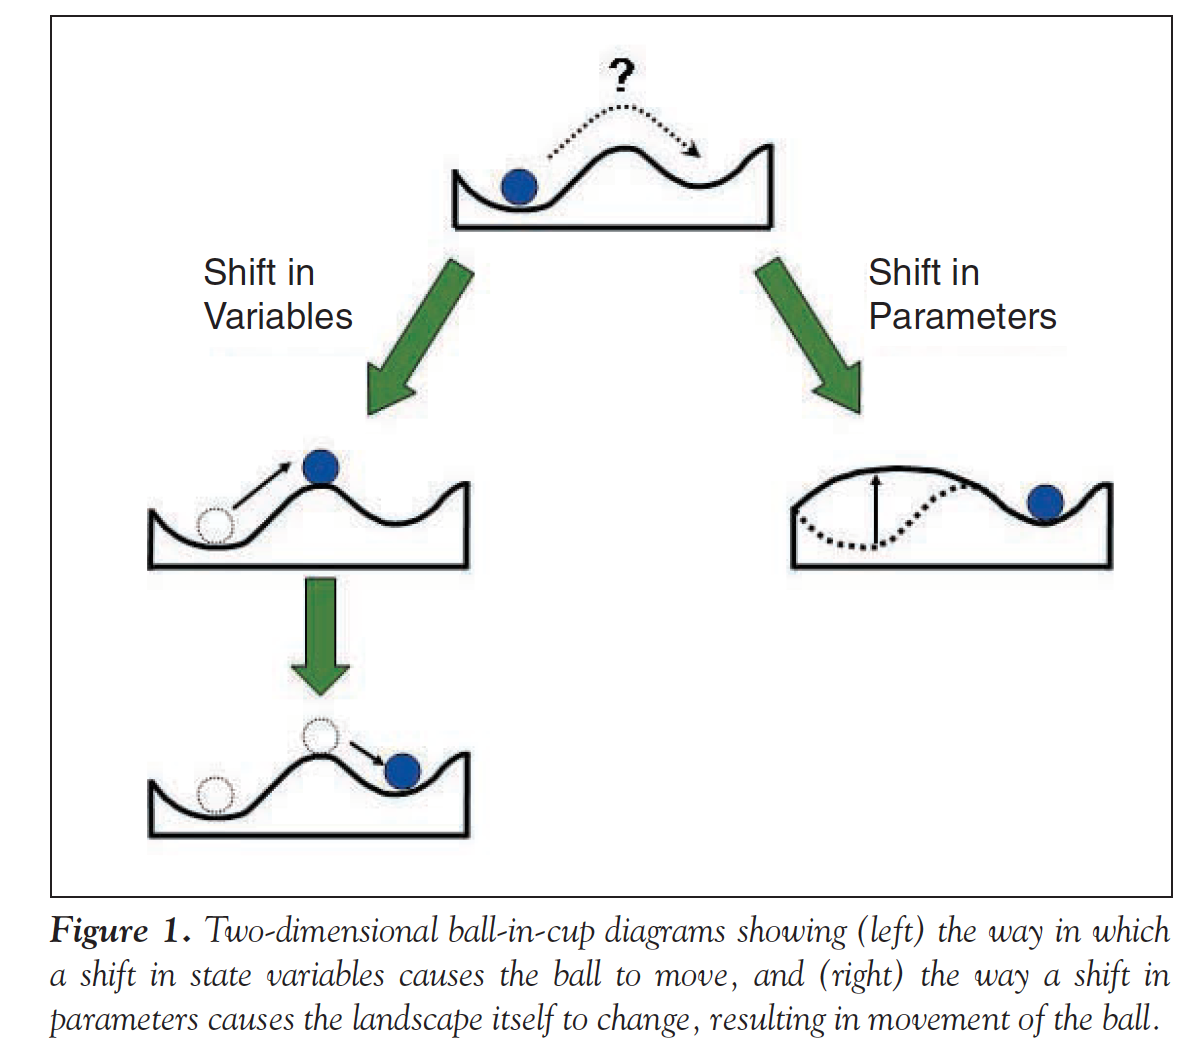 ?
Shift in
Variables
Shift in
Parameters
Figure 1. Two-dimensional ball-in-cup diagrams showing (left) the way in which
a shift in state variables causes the ball to move, and (right) the way a shift in
parameters causes the landscape itself to change, resulting in movement of the ball.